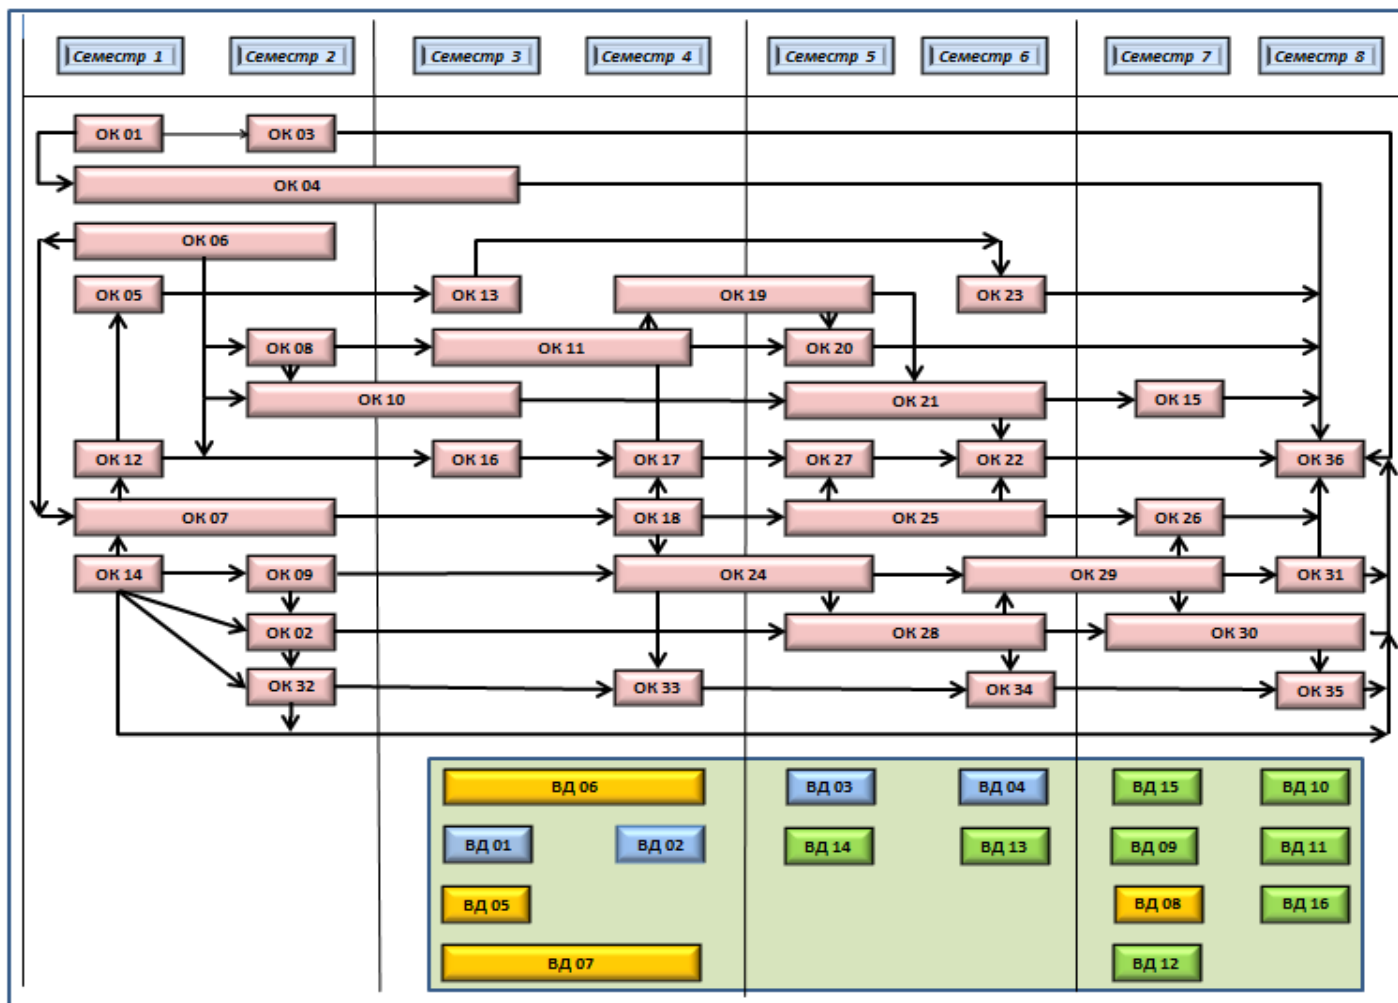 Семестр 1 Семестр 2 Семестр 3 Семестр 4 Семестр 5 Семестр 6 Семестр 7 Семестр 8
ОК 01 ОК 03
ОК 04
ОК 06
ОК 05 ОК 13 ОК 19 ОК 23
ОК 08 ОК 11 ОК 20
ОК 10 ОК 21 ОК 15
ОК 12 ОК 16 ОК 17 ОК 27 ОК 22 ОК 36
ОК 07 ОК 18 ОК 25 ОК 26
ОК 14 ОК 09 ОК 24 ОК 29 ОК 31
ОК 02 ОК 28 ОК 30
ОК 32 ОК 33 ОК 34 ОК 35
ВД 06 ВД 03 ВД 04 ВД 15 ВД 10
ВД 01 ВД 02 ВД 14 ВД 13 ВД 09 ВД 11
ВД 05 ВД 08 ВД 16
ВД 07 ВД 12